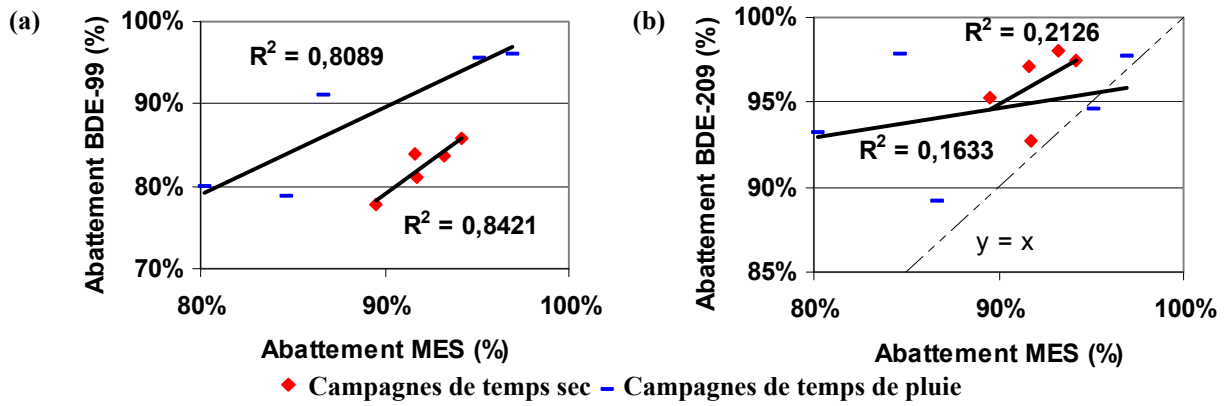 (a)
Abattement BDE-99 (%)
100%
90%
80%
70%
R² = 0,8089
R² = 0,8421
80%
90%
100%
Abattement MES (%)
(b)
Abattement BDE-209 (%)
100%
95%
90%
85%
R² = 0,2126
R² = 0,1633
y = x
80%
90%
100%
Abattement MES (%)
Campagnes de temps sec
Campagnes de temps de pluie